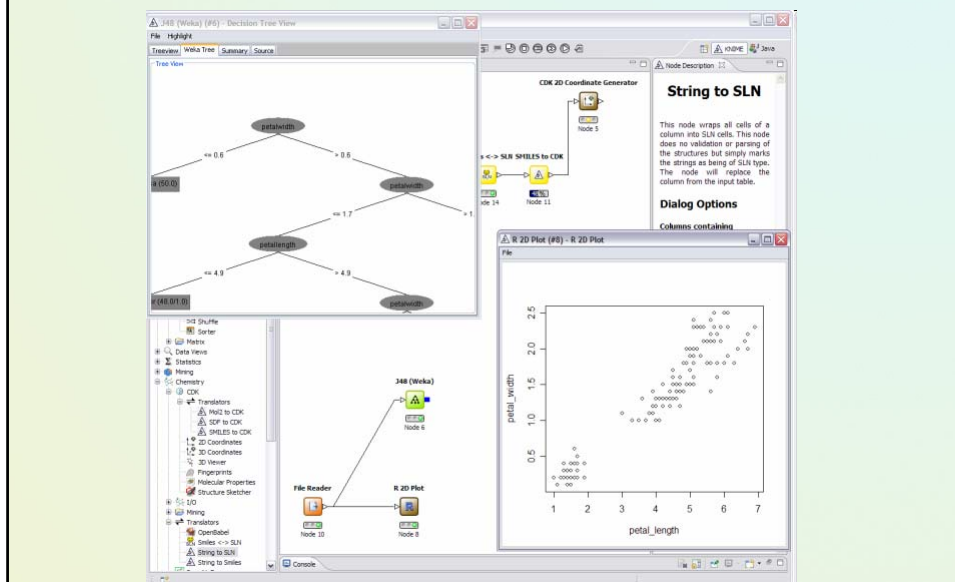 J48 (Weka) (#6) - Decision Tree View
File Highlight
Treeview Weka Tree Summary Source
Tree View
petalwidth
<= 0.6
> 0.6
a (50.0)
petalwidth
<= 1.7
> 1.
petallength
<= 4.9
> 4.9
r (48.0/1.0)
petalwidth
KNIME Java
CDK 2D Coordinate Generator
Node 5
s <-> SLN SMILES to CDK
de 14
Node 11
Node Description
String to SLN
This node wraps all cells of a
column into SLN cells. This node
does no validation or parsing of
the structures but simply marks
the strings as being of SLN type.
The node will replace the
column from the input table.
Dialog Options
Columns containing
R 2D Plot (#8) - R 2D Plot
File
2.5
2.0
1.5
1.0
0.5
petal_width
1 2 3 4 5 6 7
petal_length
Shuffle
Sorter
Matrix
Data Views
Statistics
Mining
Chemistry
CDK
Translators
Mol2 to CDK
SDF to CDK
SMILES to CDK
2D Coordinates
3D Coordinates
3D Viewer
Fingerprints
Molecular Properties
Structure Sketcher
I/O
Mining
Translators
OpenBabel
Smiles <-> SLN
String to SLN
String to Smiles
J48 (Weka)
Node 6
File Reader
Node 10
R 2D Plot
Node 8
Console